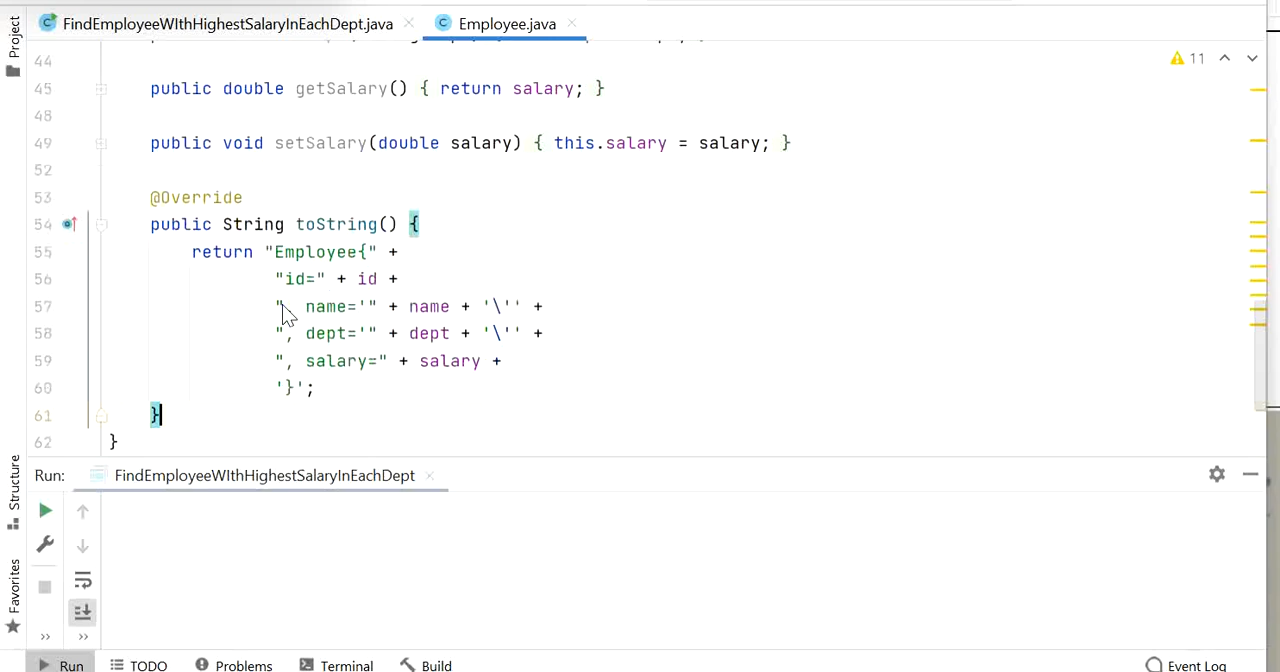 Project
FindEmployeeWIthHighestSalaryInEachDept.java
Employee.java
11
44
45 public double getSalary() { return salary; }
48
49 public void setSalary(double salary) { this.salary = salary; }
52
53 @Override
54 public String toString() {
55 return "Employee{" +
56 "id=" + id +
57 ", name='" + name + '\'' +
58 ", dept='" + dept + '\'' +
59 ", salary=" + salary +
60 '}';
61 }
62 }
Structure
Favorites
Run: FindEmployeeWIthHighestSalaryInEachDept
Run TODO Problems Terminal Build Event Log